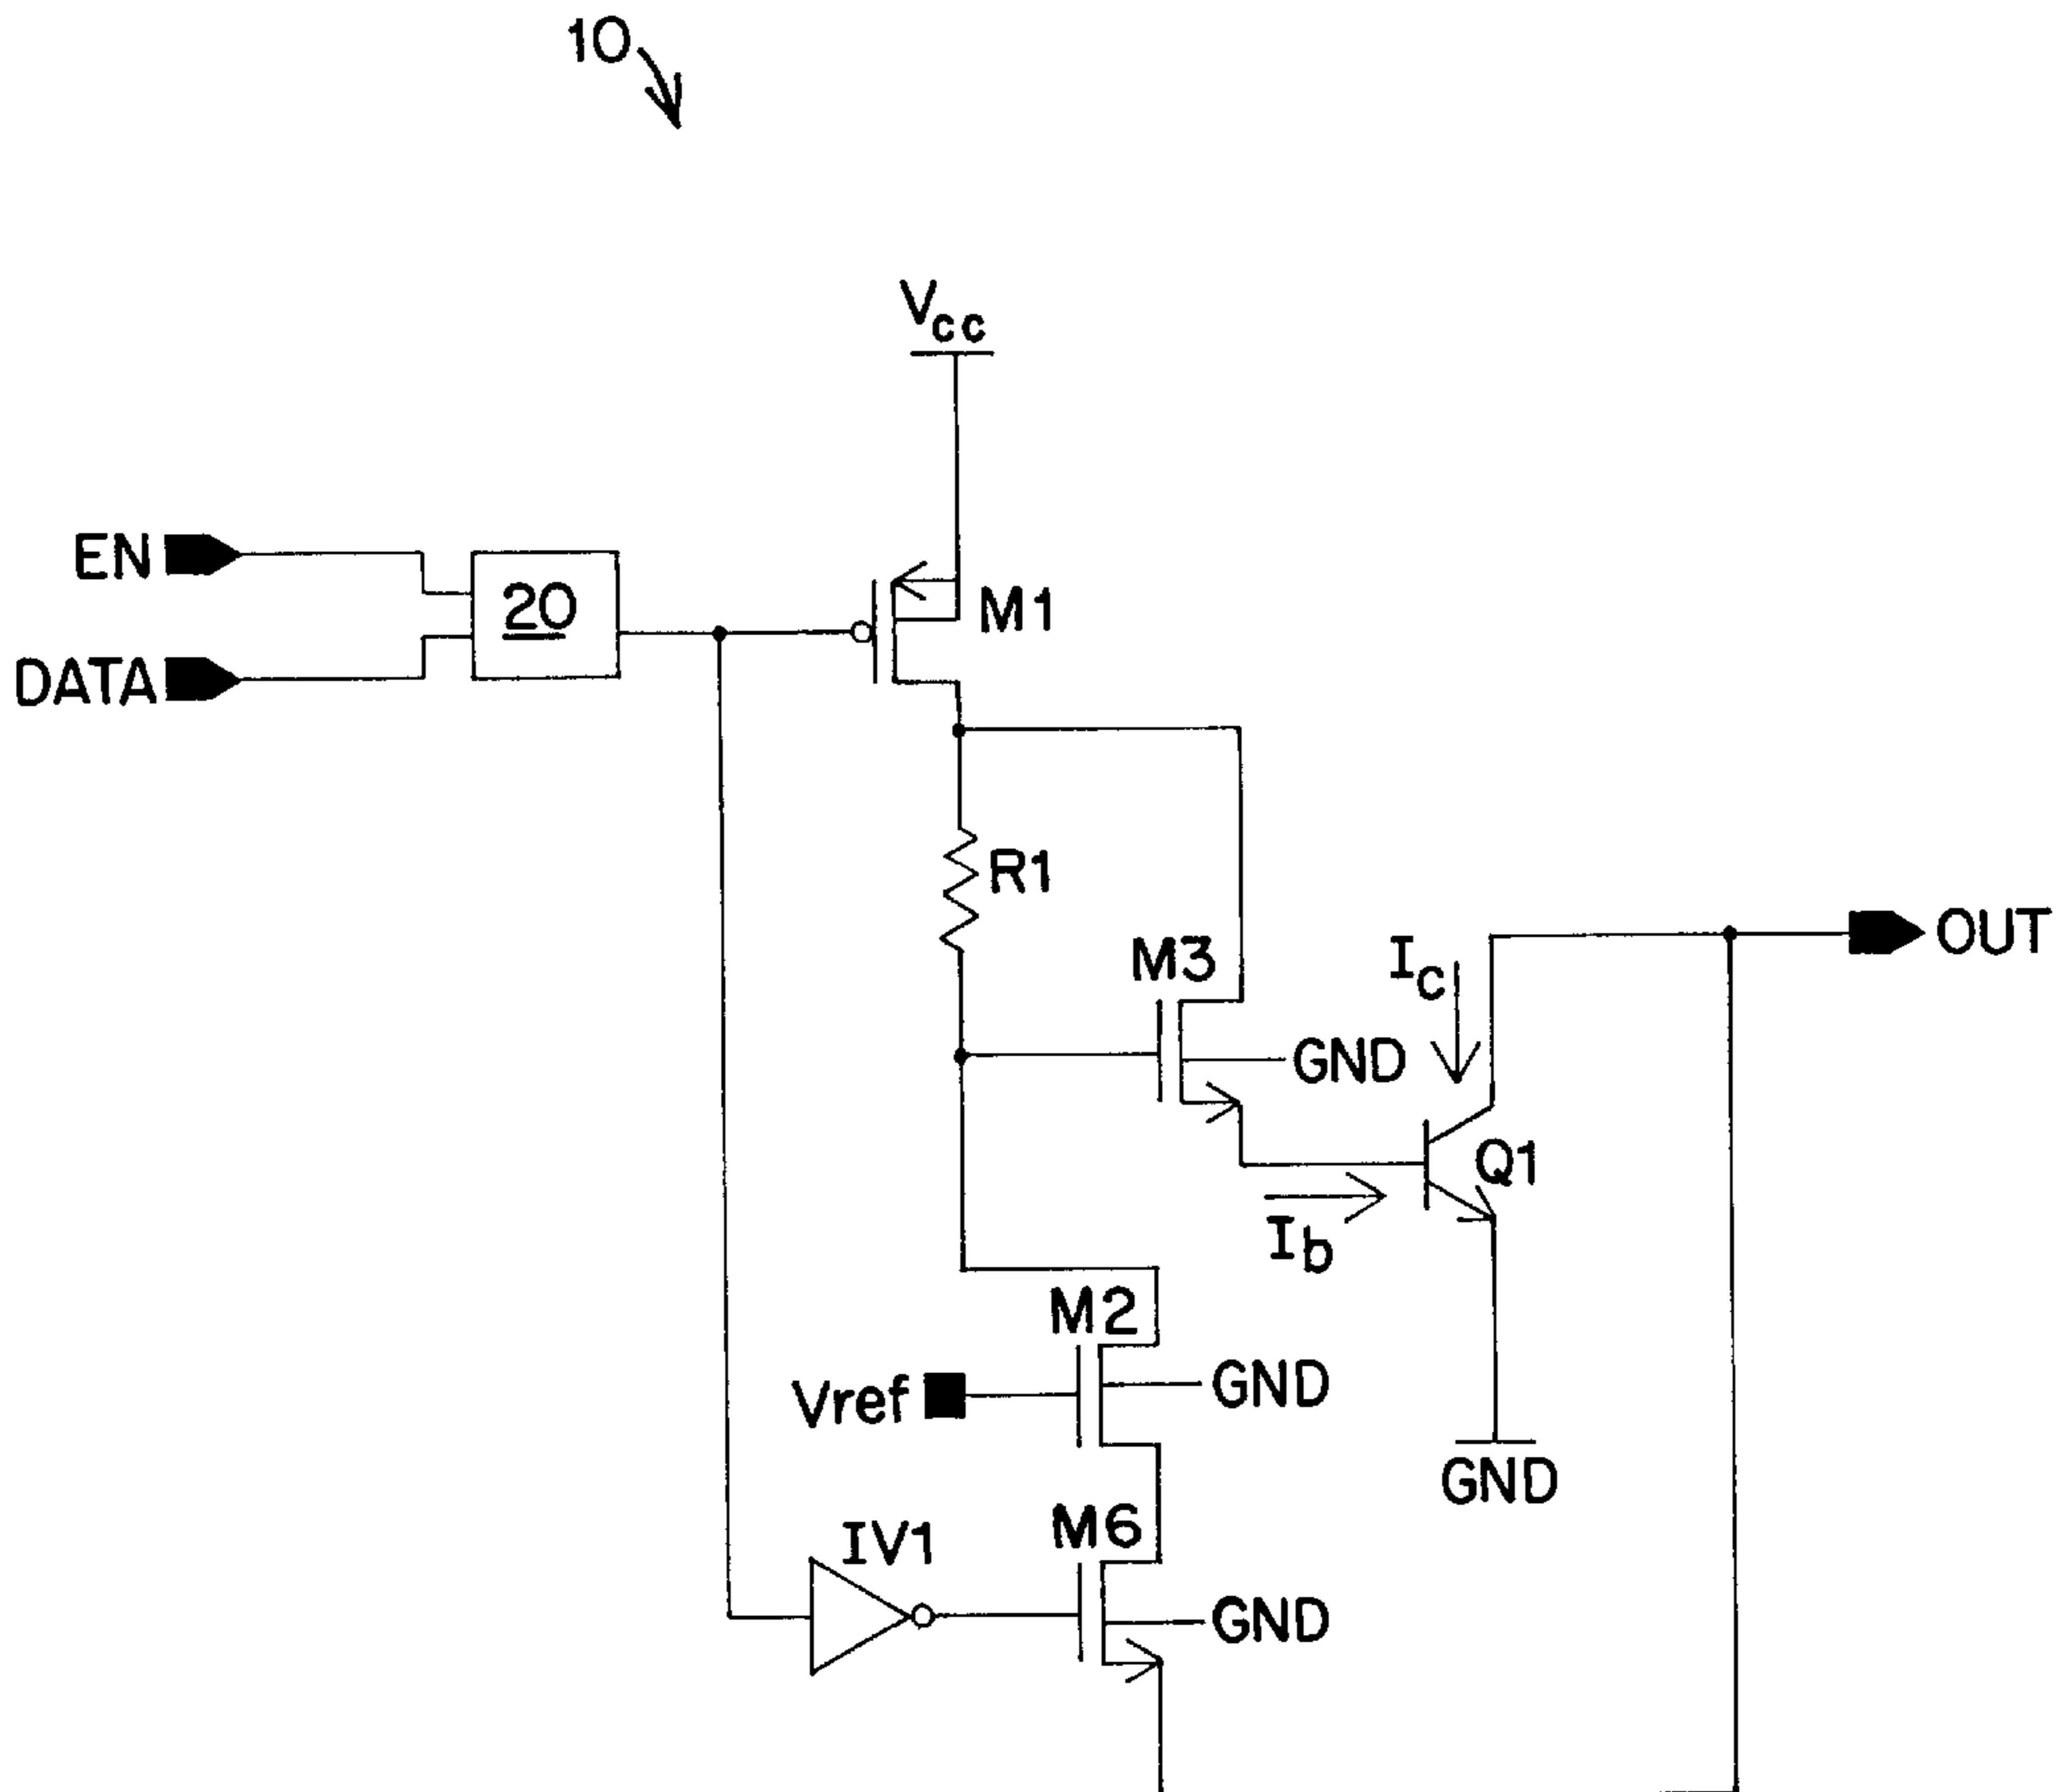 10
Vcc
EN
20
M1
DATA
R1
M3
Ic
OUT
GND
Q1
Ib
M2
Vref
GND
GND
M6
IV1
GND